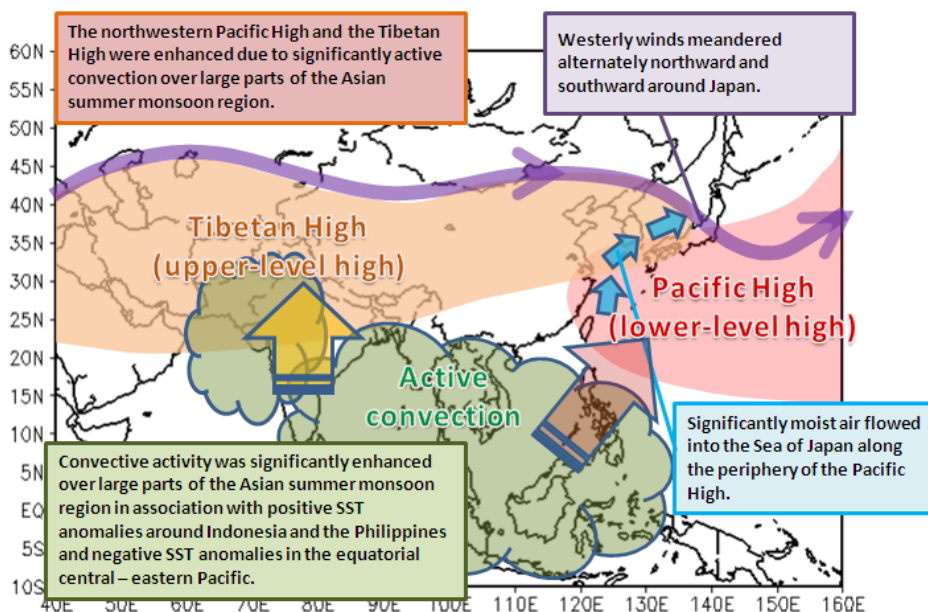 The northwestern Pacific High and the Tibetan
High were enhanced due to significantly active
convection over large parts of the Asian
summer monsoon region.
Westerly winds meandered
alternately northward and
southward around Japan.
60N
55N
50N
45N
40N
35N
30N
25N
20N
15N
10N
5N
EQ
5S
10S
Tibetan High
(upper-level high)
Pacific High
(lower-level high)
Active
convection
Significantly moist air flowed
into the Sea of Japan along
the periphery of the Pacific
High.
Convective activity was significantly enhanced
over large parts of the Asian summer monsoon
region in association with positive SST
anomalies around Indonesia and the Philippines
and negative SST anomalies in the equatorial
central – eastern Pacific.
40E 50E 60E 70E 80E 90E 100E 110E 120E 130E 140E 150E 160E